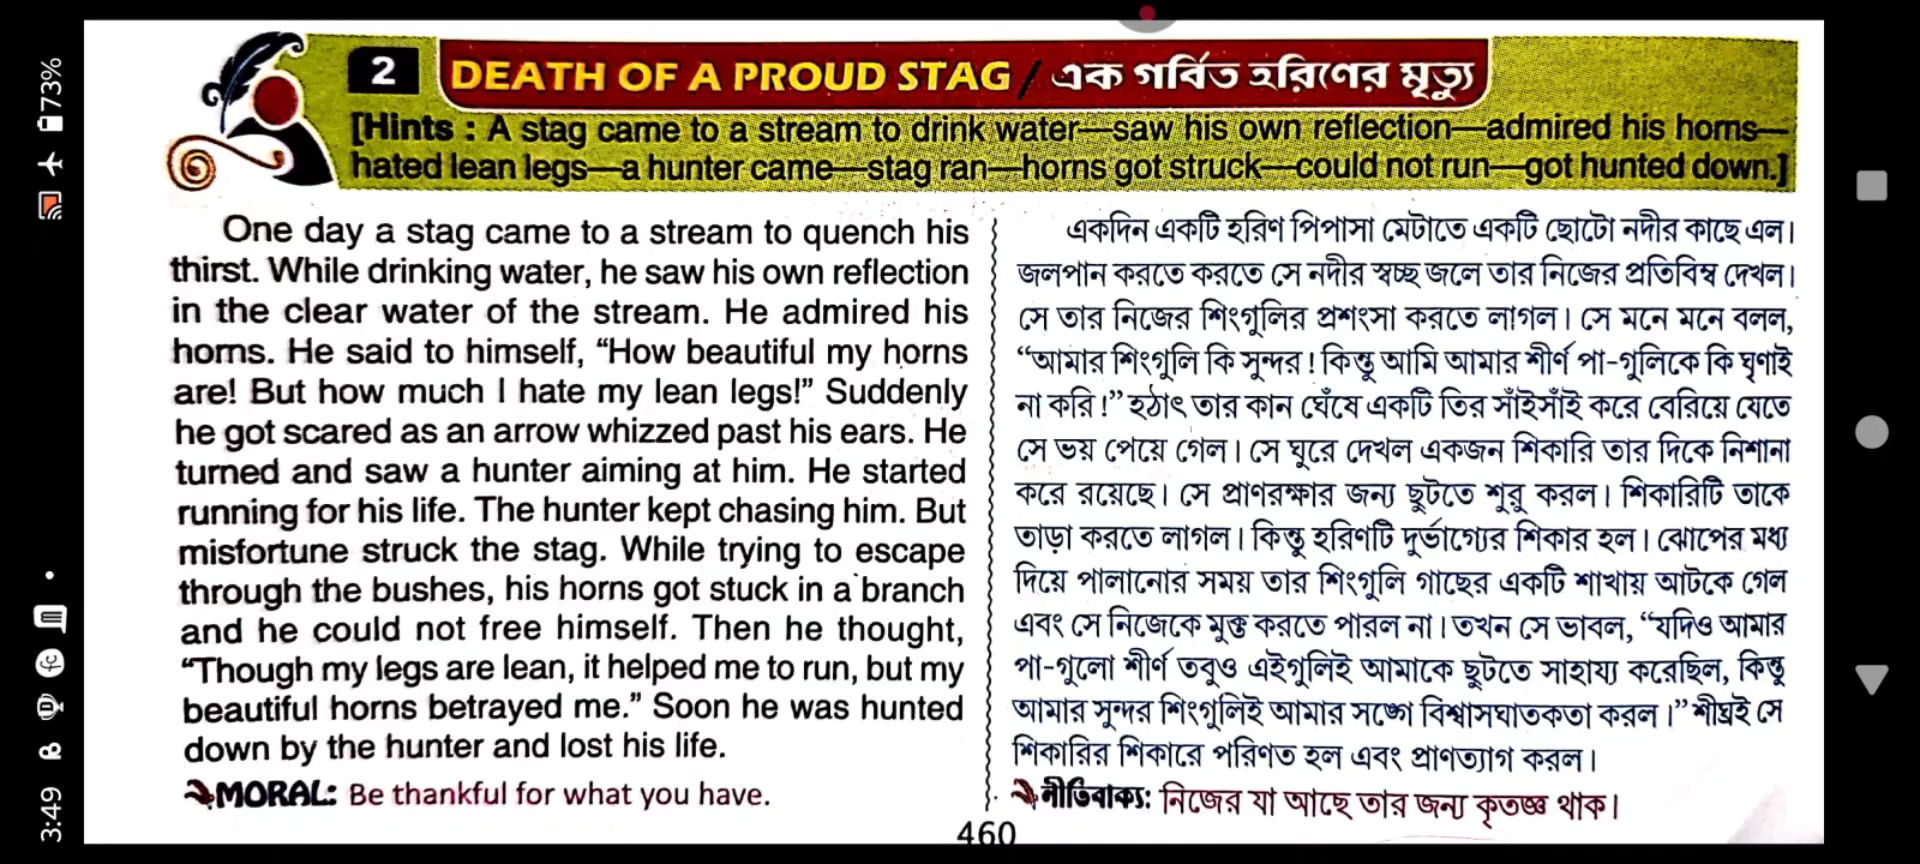 73%
3:49
2 DEATH OF A PROUD STAG / এক গর্বিত হরিণের মৃত্যু
[Hints : A stag came to a stream to drink water—saw his own reflection—admired his horns—
hated lean legs—a hunter came—stag ran—horns got struck—could not run—got hunted down.]
One day a stag came to a stream to quench his
thirst. While drinking water, he saw his own reflection
in the clear water of the stream. He admired his
horns. He said to himself, “How beautiful my horns
are! But how much I hate my lean legs!” Suddenly
he got scared as an arrow whizzed past his ears. He
turned and saw a hunter aiming at him. He started
running for his life. The hunter kept chasing him. But
misfortune struck the stag. While trying to escape
through the bushes, his horns got stuck in a branch
and he could not free himself. Then he thought,
“Though my legs are lean, it helped me to run, but my
beautiful horns betrayed me.” Soon he was hunted
down by the hunter and lost his life.
MORAL: Be thankful for what you have.
একদিন একটি হরিণ পিপাসা মেটাতে একটি ছোটো নদীর কাছে এল।
জলপান করতে করতে সে নদীর স্বচ্ছ জলে তার নিজের প্রতিবিম্ব দেখল।
সে তার নিজের শিংগুলির প্রশংসা করতে লাগল। সে মনে মনে বলল,
“আমার শিংগুলি কি সুন্দর! কিন্তু আমি আমার শীর্ণ পা-গুলিকে কি ঘৃণাই
না করি!” হঠাৎ তার কান ঘেঁষে একটি তির সাঁইসাঁই করে বেরিয়ে যেতে
সে ভয় পেয়ে গেল। সে ঘুরে দেখল একজন শিকারি তার দিকে নিশানা
করে রয়েছে। সে প্রাণরক্ষার জন্য ছুটতে শুরু করল। শিকারিটি তাকে
তাড়া করতে লাগল। কিন্তু হরিণটি দুর্ভাগ্যের শিকার হল। ঝোপের মধ্য
দিয়ে পালানোর সময় তার শিংগুলি গাছের একটি শাখায় আটকে গেল
এবং সে নিজেকে মুক্ত করতে পারল না। তখন সে ভাবল, “যদিও আমার
পা-গুলো শীর্ণ তবুও এইগুলিই আমাকে ছুটতে সাহায্য করেছিল, কিন্তু
আমার সুন্দর শিংগুলিই আমার সঙ্গে বিশ্বাসঘাতকতা করল।” শীঘ্রই সে
শিকারির শিকারে পরিণত হল এবং প্রাণত্যাগ করল।
নীতিবাক্য: নিজের যা আছে তার জন্য কৃতজ্ঞ থাক।
460